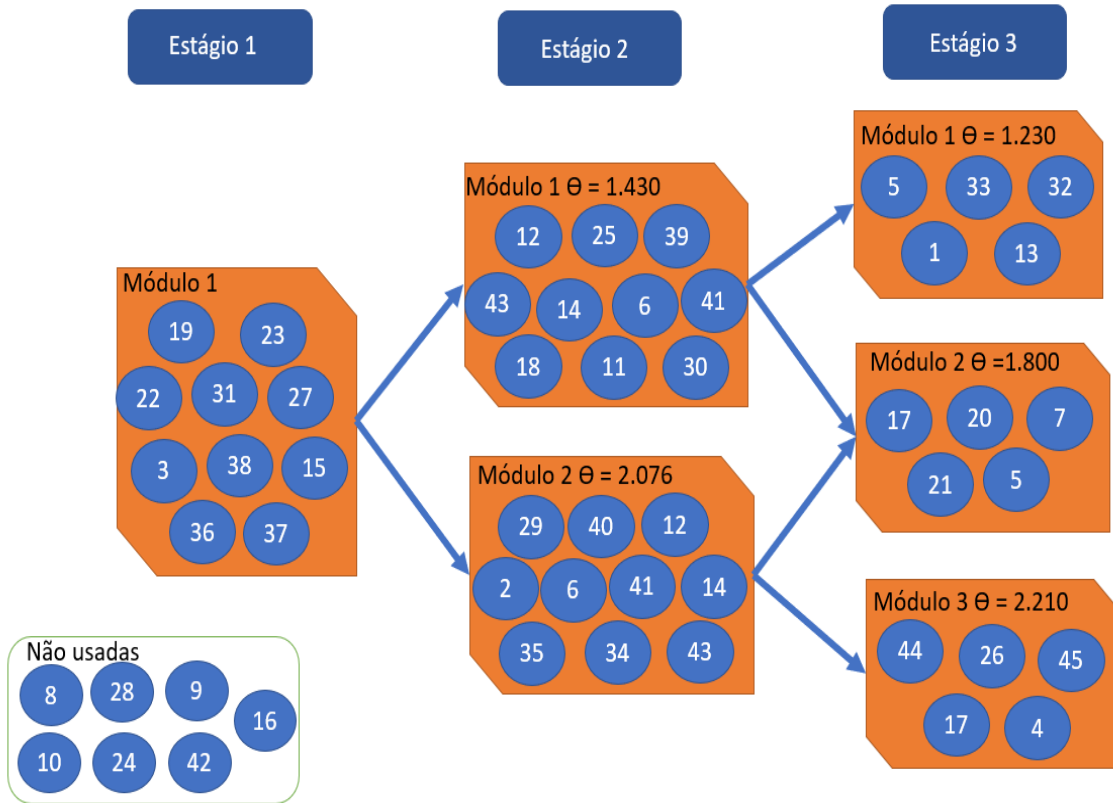 Estágio 1
Estágio 2
Estágio 3
Módulo 1
19 23
22 31 27
3 38 15
36 37
Módulo 1 Ɵ = 1.430
12 25 39
43 14 6 41
18 11 30
Módulo 2 Ɵ = 2.076
29 40 12
2 6 41 14
35 34 43
Módulo 1 Ɵ = 1.230
5 33 32
1 13
Módulo 2 Ɵ =1.800
17 20 7
21 5
Módulo 3 Ɵ = 2.210
44 26 45
17 4
Não usadas
8 28 9 16
10 24 42